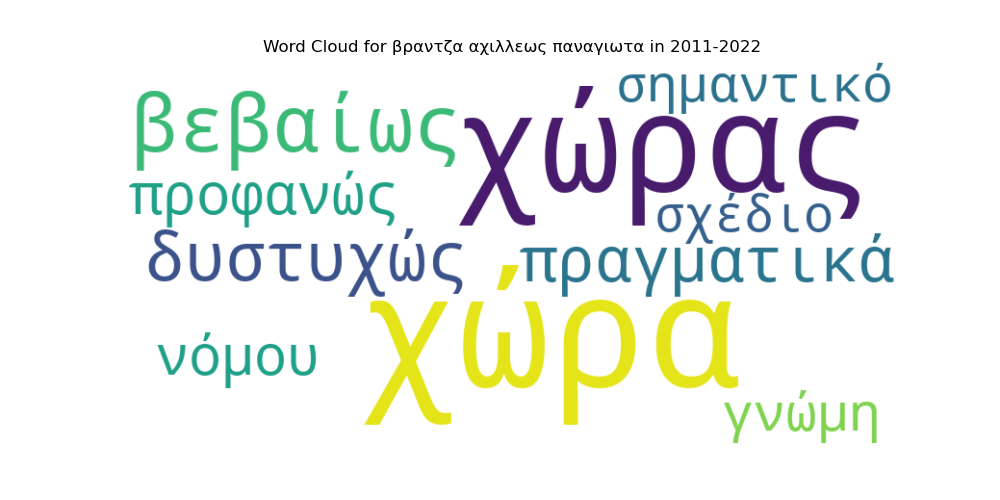 Word Cloud for βραντζα αχιλλεως παναγιωτα in 2011-2022
σημαντικό
βεβαίως
χώρας
προφανώς
σχέδιο
δυστυχώς
πραγματικά
χώρα
νόμου
γνώμη